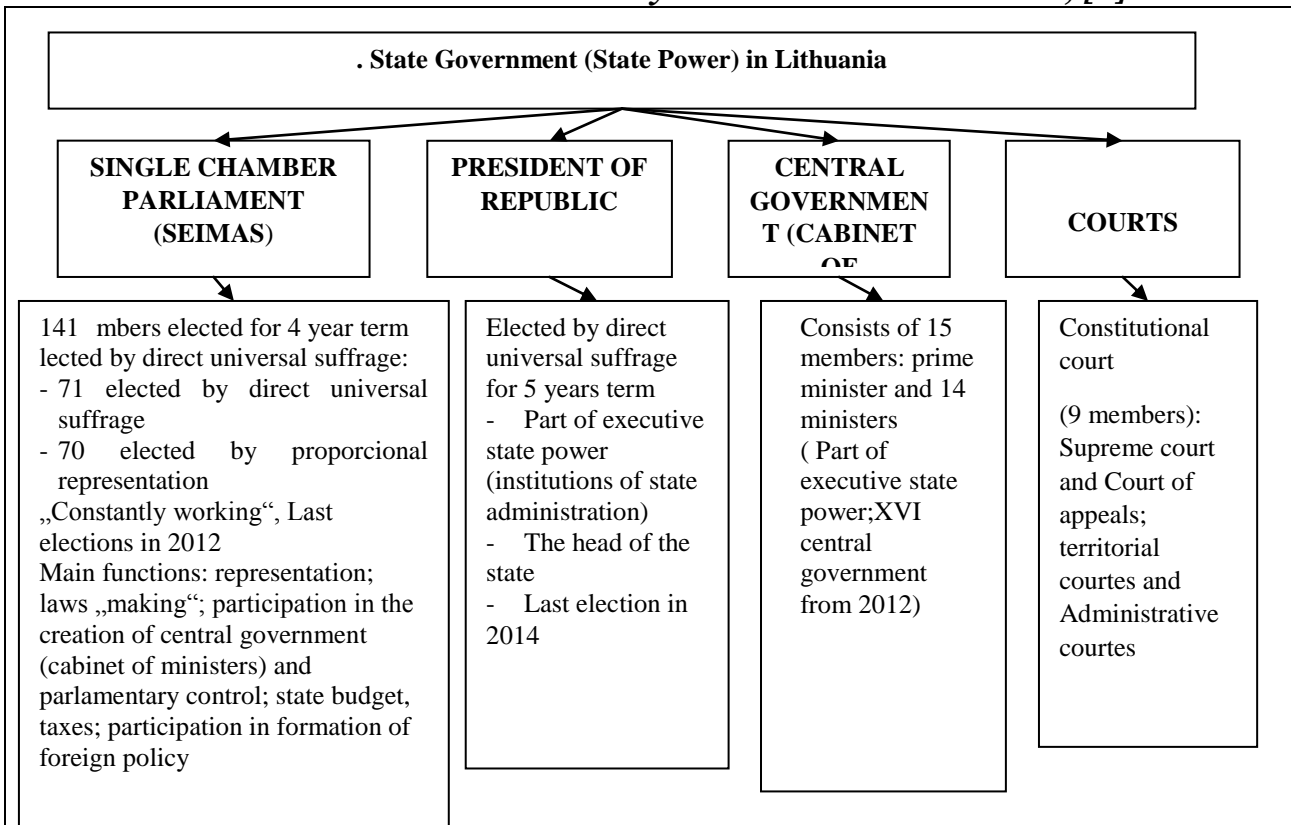 . State Government (State Power) in Lithuania
SINGLE CHAMBER
PARLIAMENT
(SEIMAS)
PRESIDENT OF
REPUBLIC
CENTRAL
GOVERNMEN
T (CABINET
OF
COURTS
141 mbers elected for 4 year term
lected by direct universal suffrage:
- 71 elected by direct universal
suffrage
- 70 elected by proporcional
representation
„Constantly working“, Last
elections in 2012
Main functions: representation;
laws „making“; participation in the
creation of central government
(cabinet of ministers) and
parlamentary control; state budget,
taxes; participation in formation of
foreign policy
Elected by direct
universal suffrage
for 5 years term
- Part of executive
state power
(institutions of state
administration)
- The head of the
state
- Last election in
2014
Consists of 15
members: prime
minister and 14
ministers
( Part of
executive state
power;XVI
central
government
from 2012)
Constitutional
court
(9 members):
Supreme court
and Court of
appeals;
territorial
courtes and
Administrative
courtes